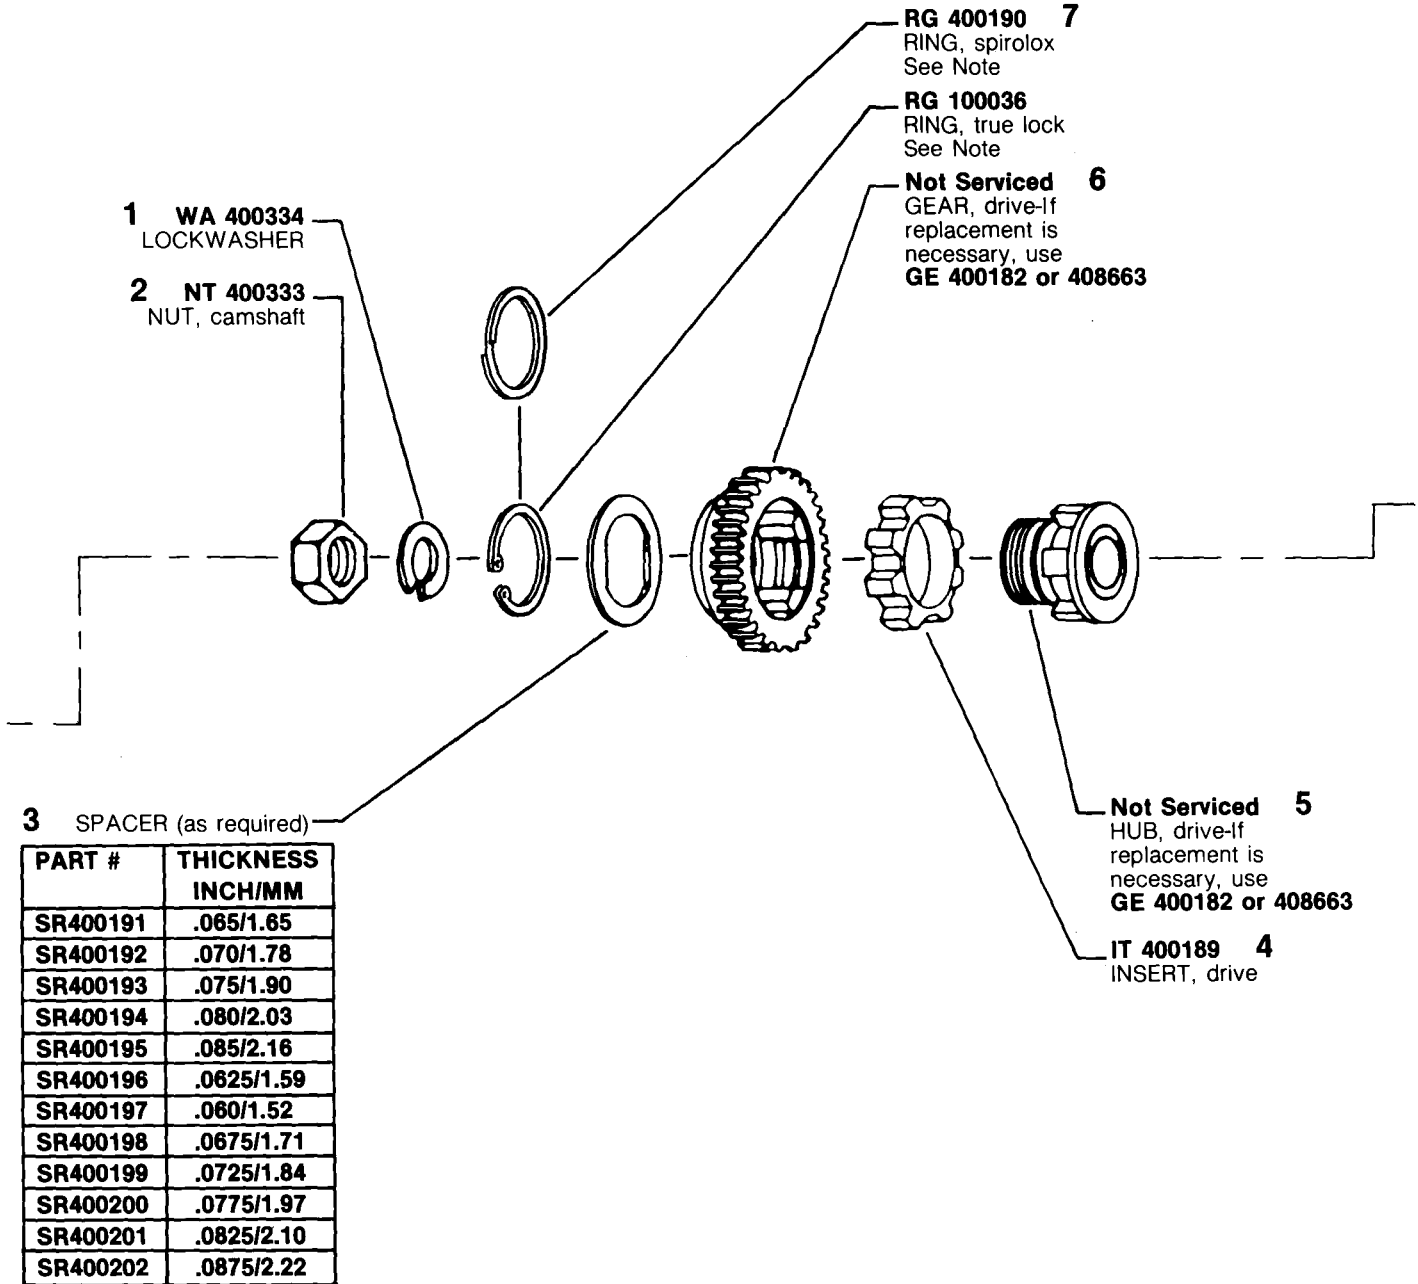 RG 400190 7
RING, spirolox
See Note
RG 100036
RING, true lock
See Note
Not Serviced 6
GEAR, drive-If
replacement is
necessary, use
GE 400182 or 408663
1 WA 400334
LOCKWASHER
2 NT 400333
NUT, camshaft
3 SPACER (as required)
PART # THICKNESS
INCH/MM
SR400191 .065/1.65
SR400192 .070/1.78
SR400193 .075/1.90
SR400194 .080/2.03
SR400195 .085/2.16
SR400196 .0625/1.59
SR400197 .060/1.52
SR400198 .0675/1.71
SR400199 .0725/1.84
SR400200 .0775/1.97
SR400201 .0825/2.10
SR400202 .0875/2.22
Not Serviced 5
HUB, drive-If
replacement is
necessary, use
GE 400182 or 408663
IT 400189 4
INSERT, drive